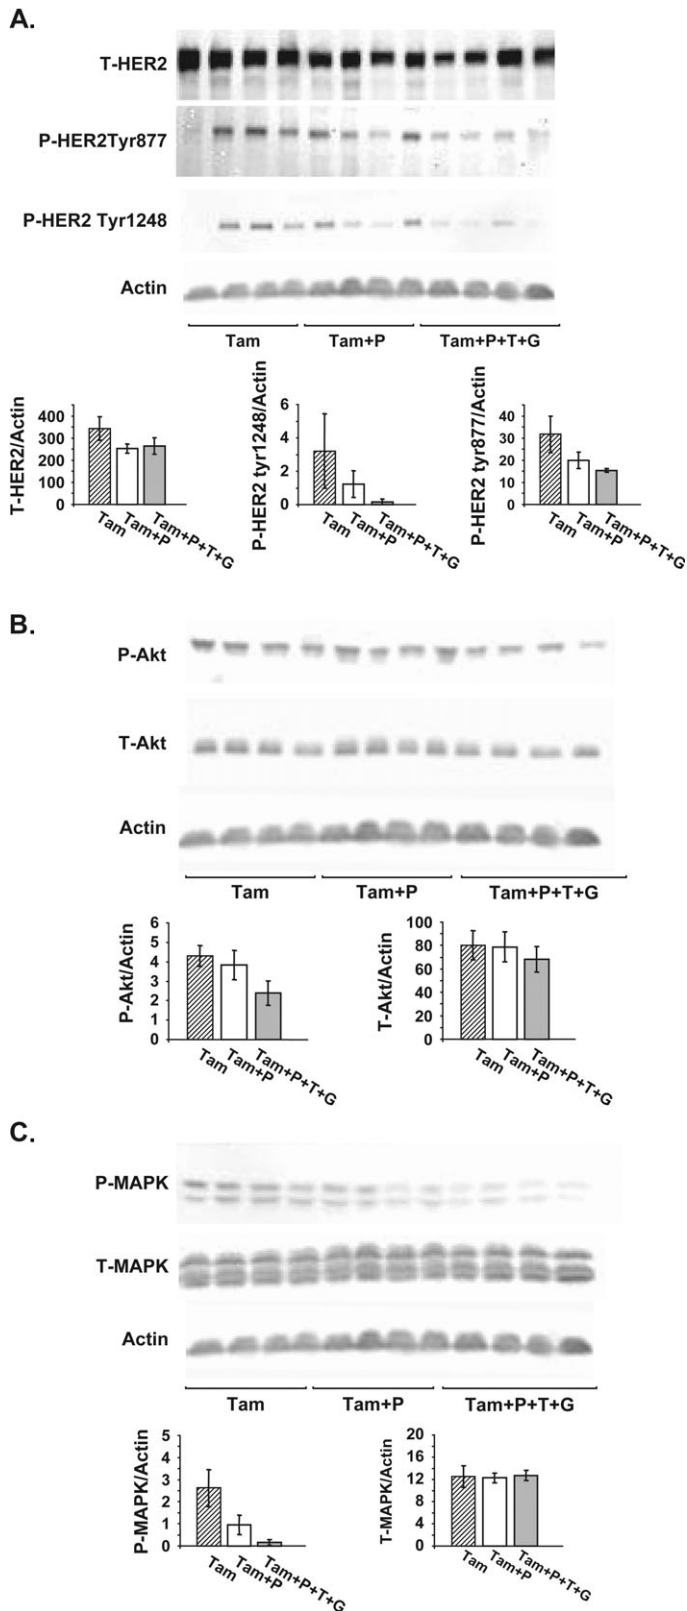 A.
T-HER2
P-HER2Tyr877
P-HER2 Tyr1248
Actin
Tam Tam+P Tam+P+T+G
T-HER2/Actin
400
300
200
100
0
Tam Tam+P Tam+P+T+G
P-HER2 tyr1248/Actin
6
4
2
0
Tam Tam+P Tam+P+T+G
P-HER2 tyr877/Actin
40
30
20
10
0
Tam Tam+P Tam+P+T+G
B.
P-Akt
T-Akt
Actin
Tam Tam+P Tam+P+T+G
P-Akt/Actin
6
5
4
3
2
1
0
Tam Tam+P Tam+P+T+G
T-Akt/Actin
100
80
60
40
20
0
Tam Tam+P Tam+P+T+G
C.
P-MAPK
T-MAPK
Actin
Tam Tam+P Tam+P+T+G
P-MAPK/Actin
5
4
3
2
1
0
Tam Tam+P Tam+P+T+G
T-MAPK/Actin
20
16
12
8
4
0
Tam Tam+P Tam+P+T+G